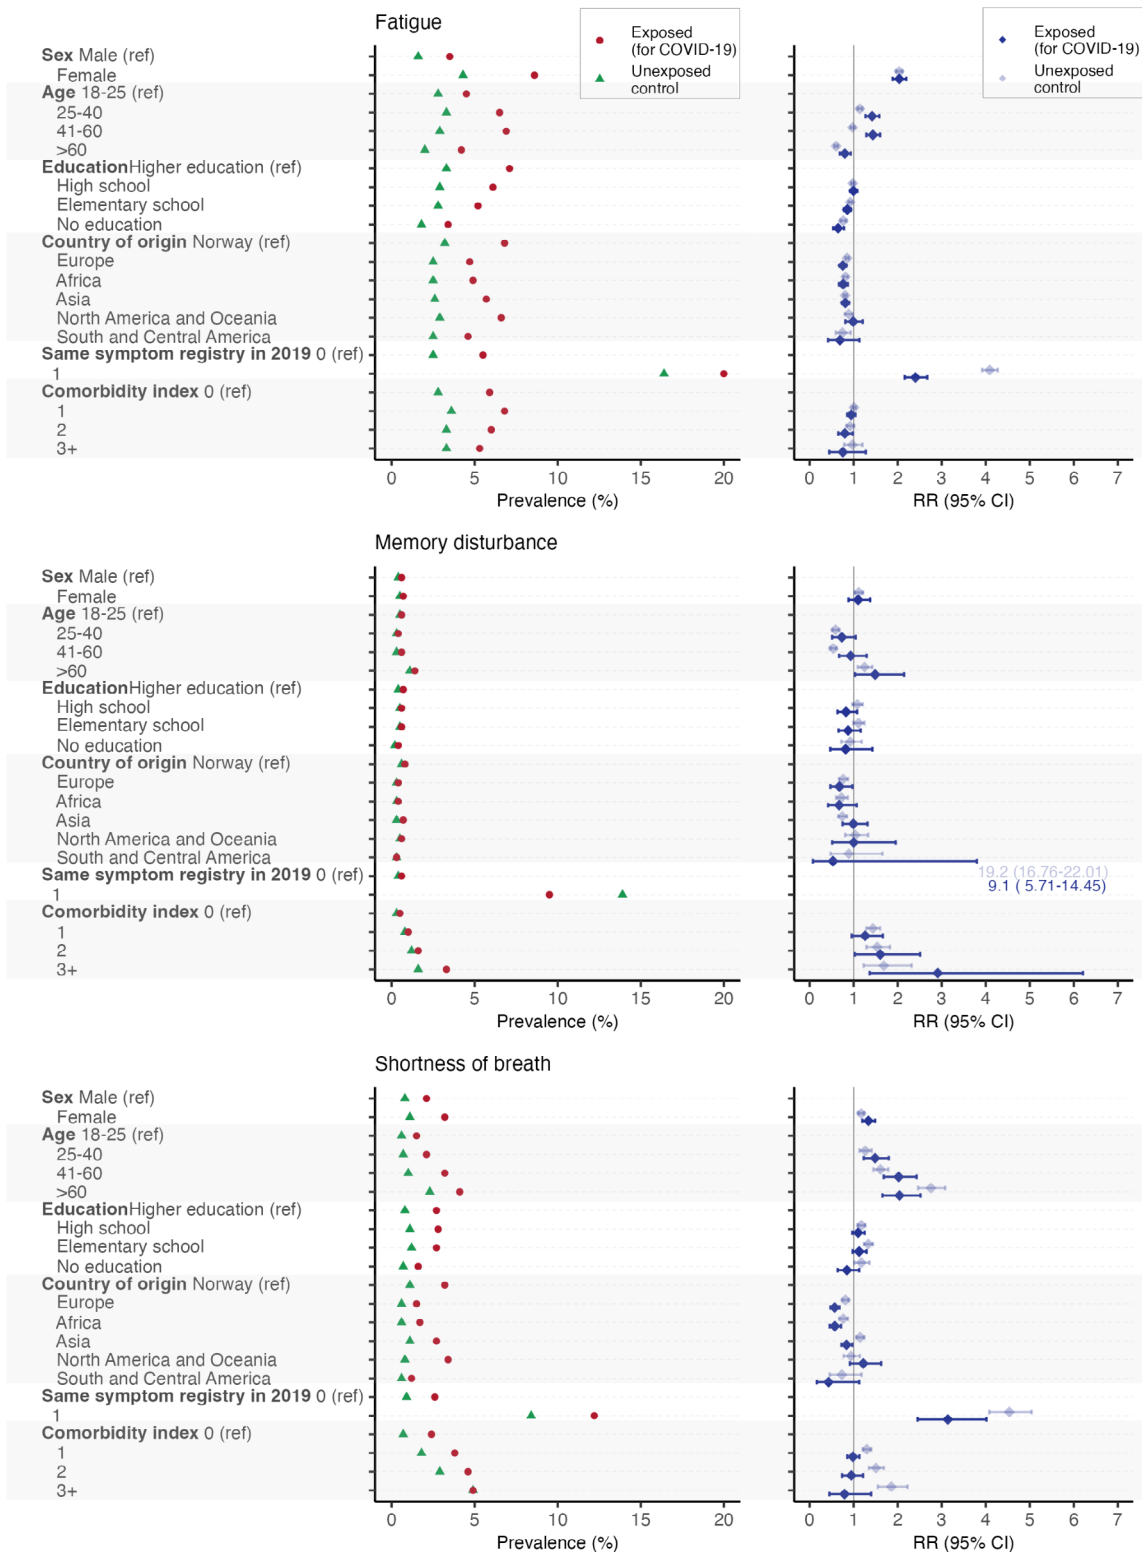 Fatigue
Exposed
(for COVID-19)
Unexposed
control
Exposed
(for COVID-19)
Unexposed
control
Sex Male (ref)
Female
Age 18-25 (ref)
25-40
41-60
>60
EducationHigher education (ref)
High school
Elementary school
No education
Country of origin Norway (ref)
Europe
Africa
Asia
North America and Oceania
South and Central America
Same symptom registry in 2019 0 (ref)
1
Comorbidity index 0 (ref)
1
2
3+
0 5 10 15 20
Prevalence (%)
0 1 2 3 4 5 6 7
RR (95% CI)
Memory disturbance
Sex Male (ref)
Female
Age 18-25 (ref)
25-40
41-60
>60
EducationHigher education (ref)
High school
Elementary school
No education
Country of origin Norway (ref)
Europe
Africa
Asia
North America and Oceania
South and Central America
Same symptom registry in 2019 0 (ref)
19.2 (16.76-22.01)
1
9.1 ( 5.71-14.45)
Comorbidity index 0 (ref)
1
2
3+
0 5 10 15 20
Prevalence (%)
0 1 2 3 4 5 6 7
RR (95% CI)
Shortness of breath
Sex Male (ref)
Female
Age 18-25 (ref)
25-40
41-60
>60
EducationHigher education (ref)
High school
Elementary school
No education
Country of origin Norway (ref)
Europe
Africa
Asia
North America and Oceania
South and Central America
Same symptom registry in 2019 0 (ref)
1
Comorbidity index 0 (ref)
1
2
3+
0 5 10 15 20
Prevalence (%)
0 1 2 3 4 5 6 7
RR (95% CI)